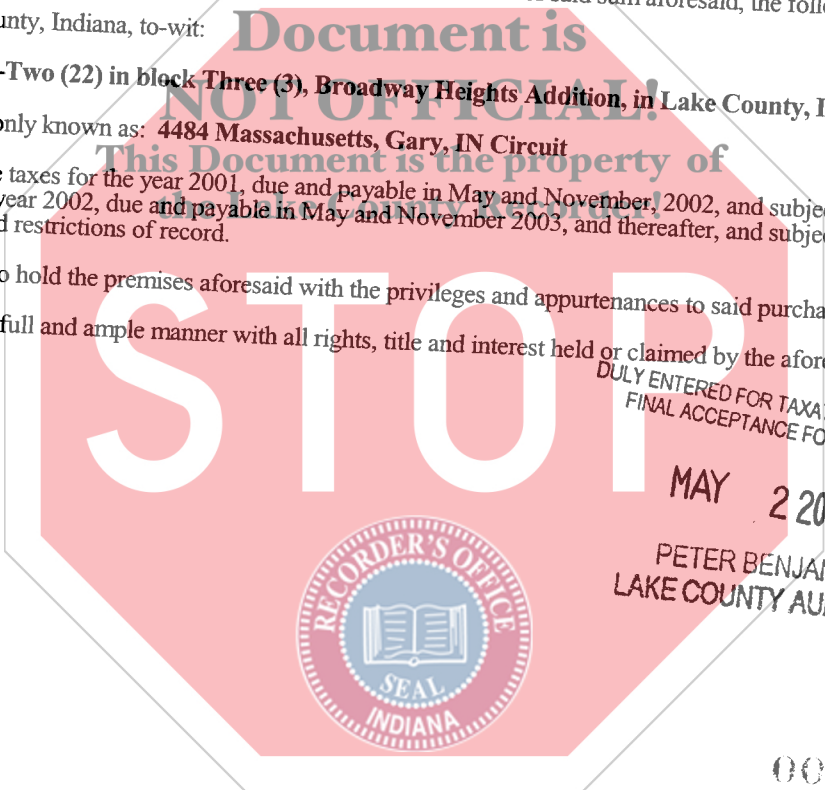 said sum aforesaid, the foll
unty, Indiana, to-wit:
Document is
-Two (22) in block Three (3), Broadway Heights Addition, in Lake County, I
NOT OFFICIAL!
only known as: 4484 Massachusetts, Gary, IN Circuit
This Document is the property of
e taxes for the year 2001, due and payable in May and November, 2002, and subje
the Lake County Recorder!
year 2002, due and payable in May and November 2003, and thereafter, and subje
d restrictions of record.
o hold the premises aforesaid with the privileges and appurtenances to said purcha
full and ample manner with all rights, title and interest held or claimed by the afor
STOP
DULY ENTERED FOR TAXA
FINAL ACCEPTANCE FO
MAY 2 20
PETER BENJA
LAKE COUNTY AU
RECORDER'S OFFICE
SEAL
INDIANA
00